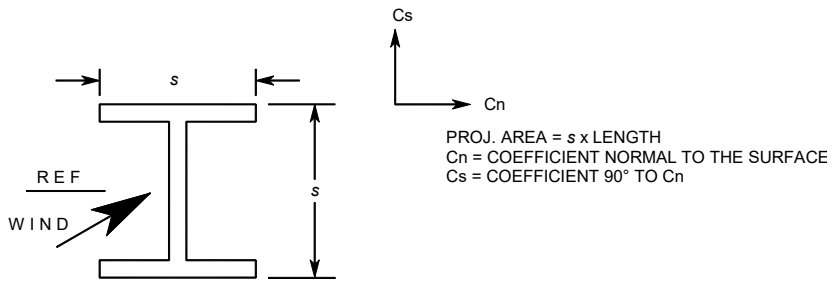 Cs
s
Cn
PROJ. AREA = s x LENGTH
Cn = COEFFICIENT NORMAL TO THE SURFACE
Cs = COEFFICIENT 90° TO Cn
s
REF
WIND